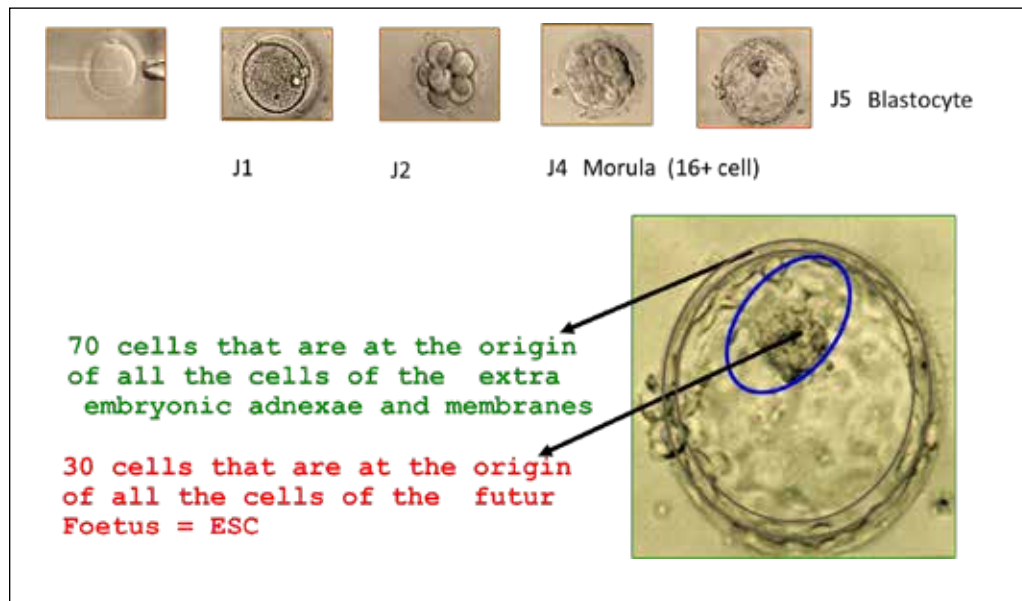 J5 Blastocyte
J1
J2
J4 Morula (16+ cell)
70 cells that are at the origin
of all the cells of the extra
embryonic adnexae and membranes
30 cells that are at the origin
of all the cells of the futur
Foetus = ESC